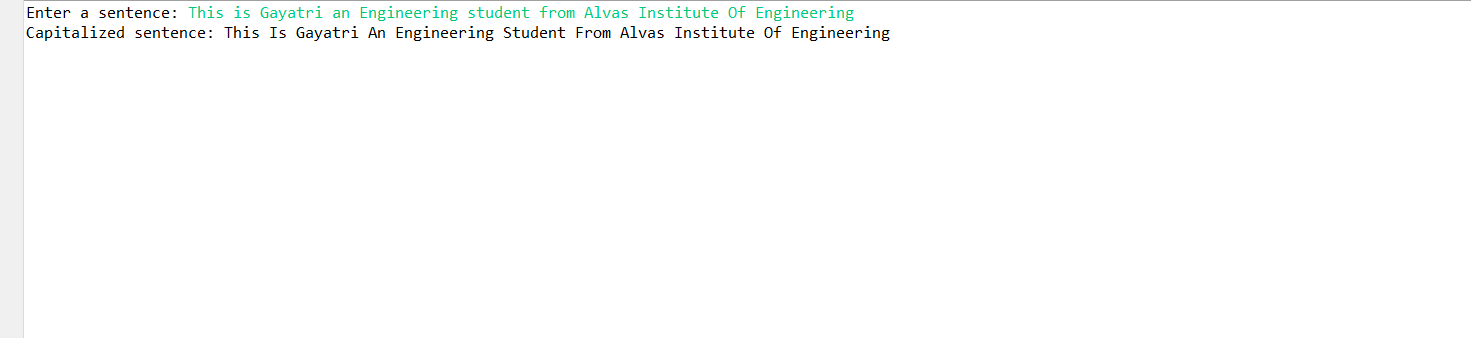 Enter a sentence: This is Gayatri an Engineering student from Alvas Institute Of Engineering
Capitalized sentence: This Is Gayatri An Engineering Student From Alvas Institute Of Engineering